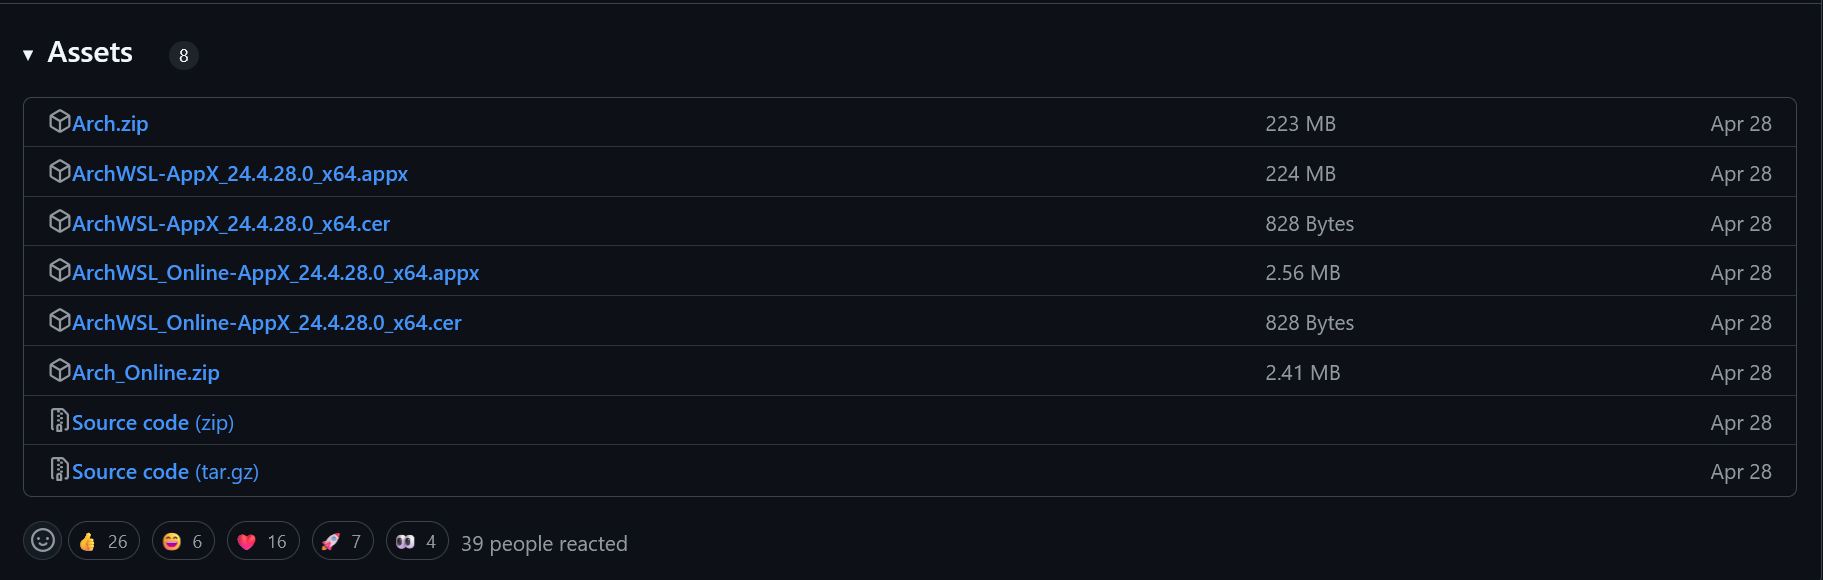 Assets 8
Arch.zip 223 MB Apr 28
ArchWSL-AppX_24.4.28.0_x64.appx 224 MB Apr 28
ArchWSL-AppX_24.4.28.0_x64.cer 828 Bytes Apr 28
ArchWSL_Online-AppX_24.4.28.0_x64.appx 2.56 MB Apr 28
ArchWSL_Online-AppX_24.4.28.0_x64.cer 828 Bytes Apr 28
Arch_Online.zip 2.41 MB Apr 28
Source code (zip) Apr 28
Source code (tar.gz) Apr 28
26 6 16 7 4 39 people reacted